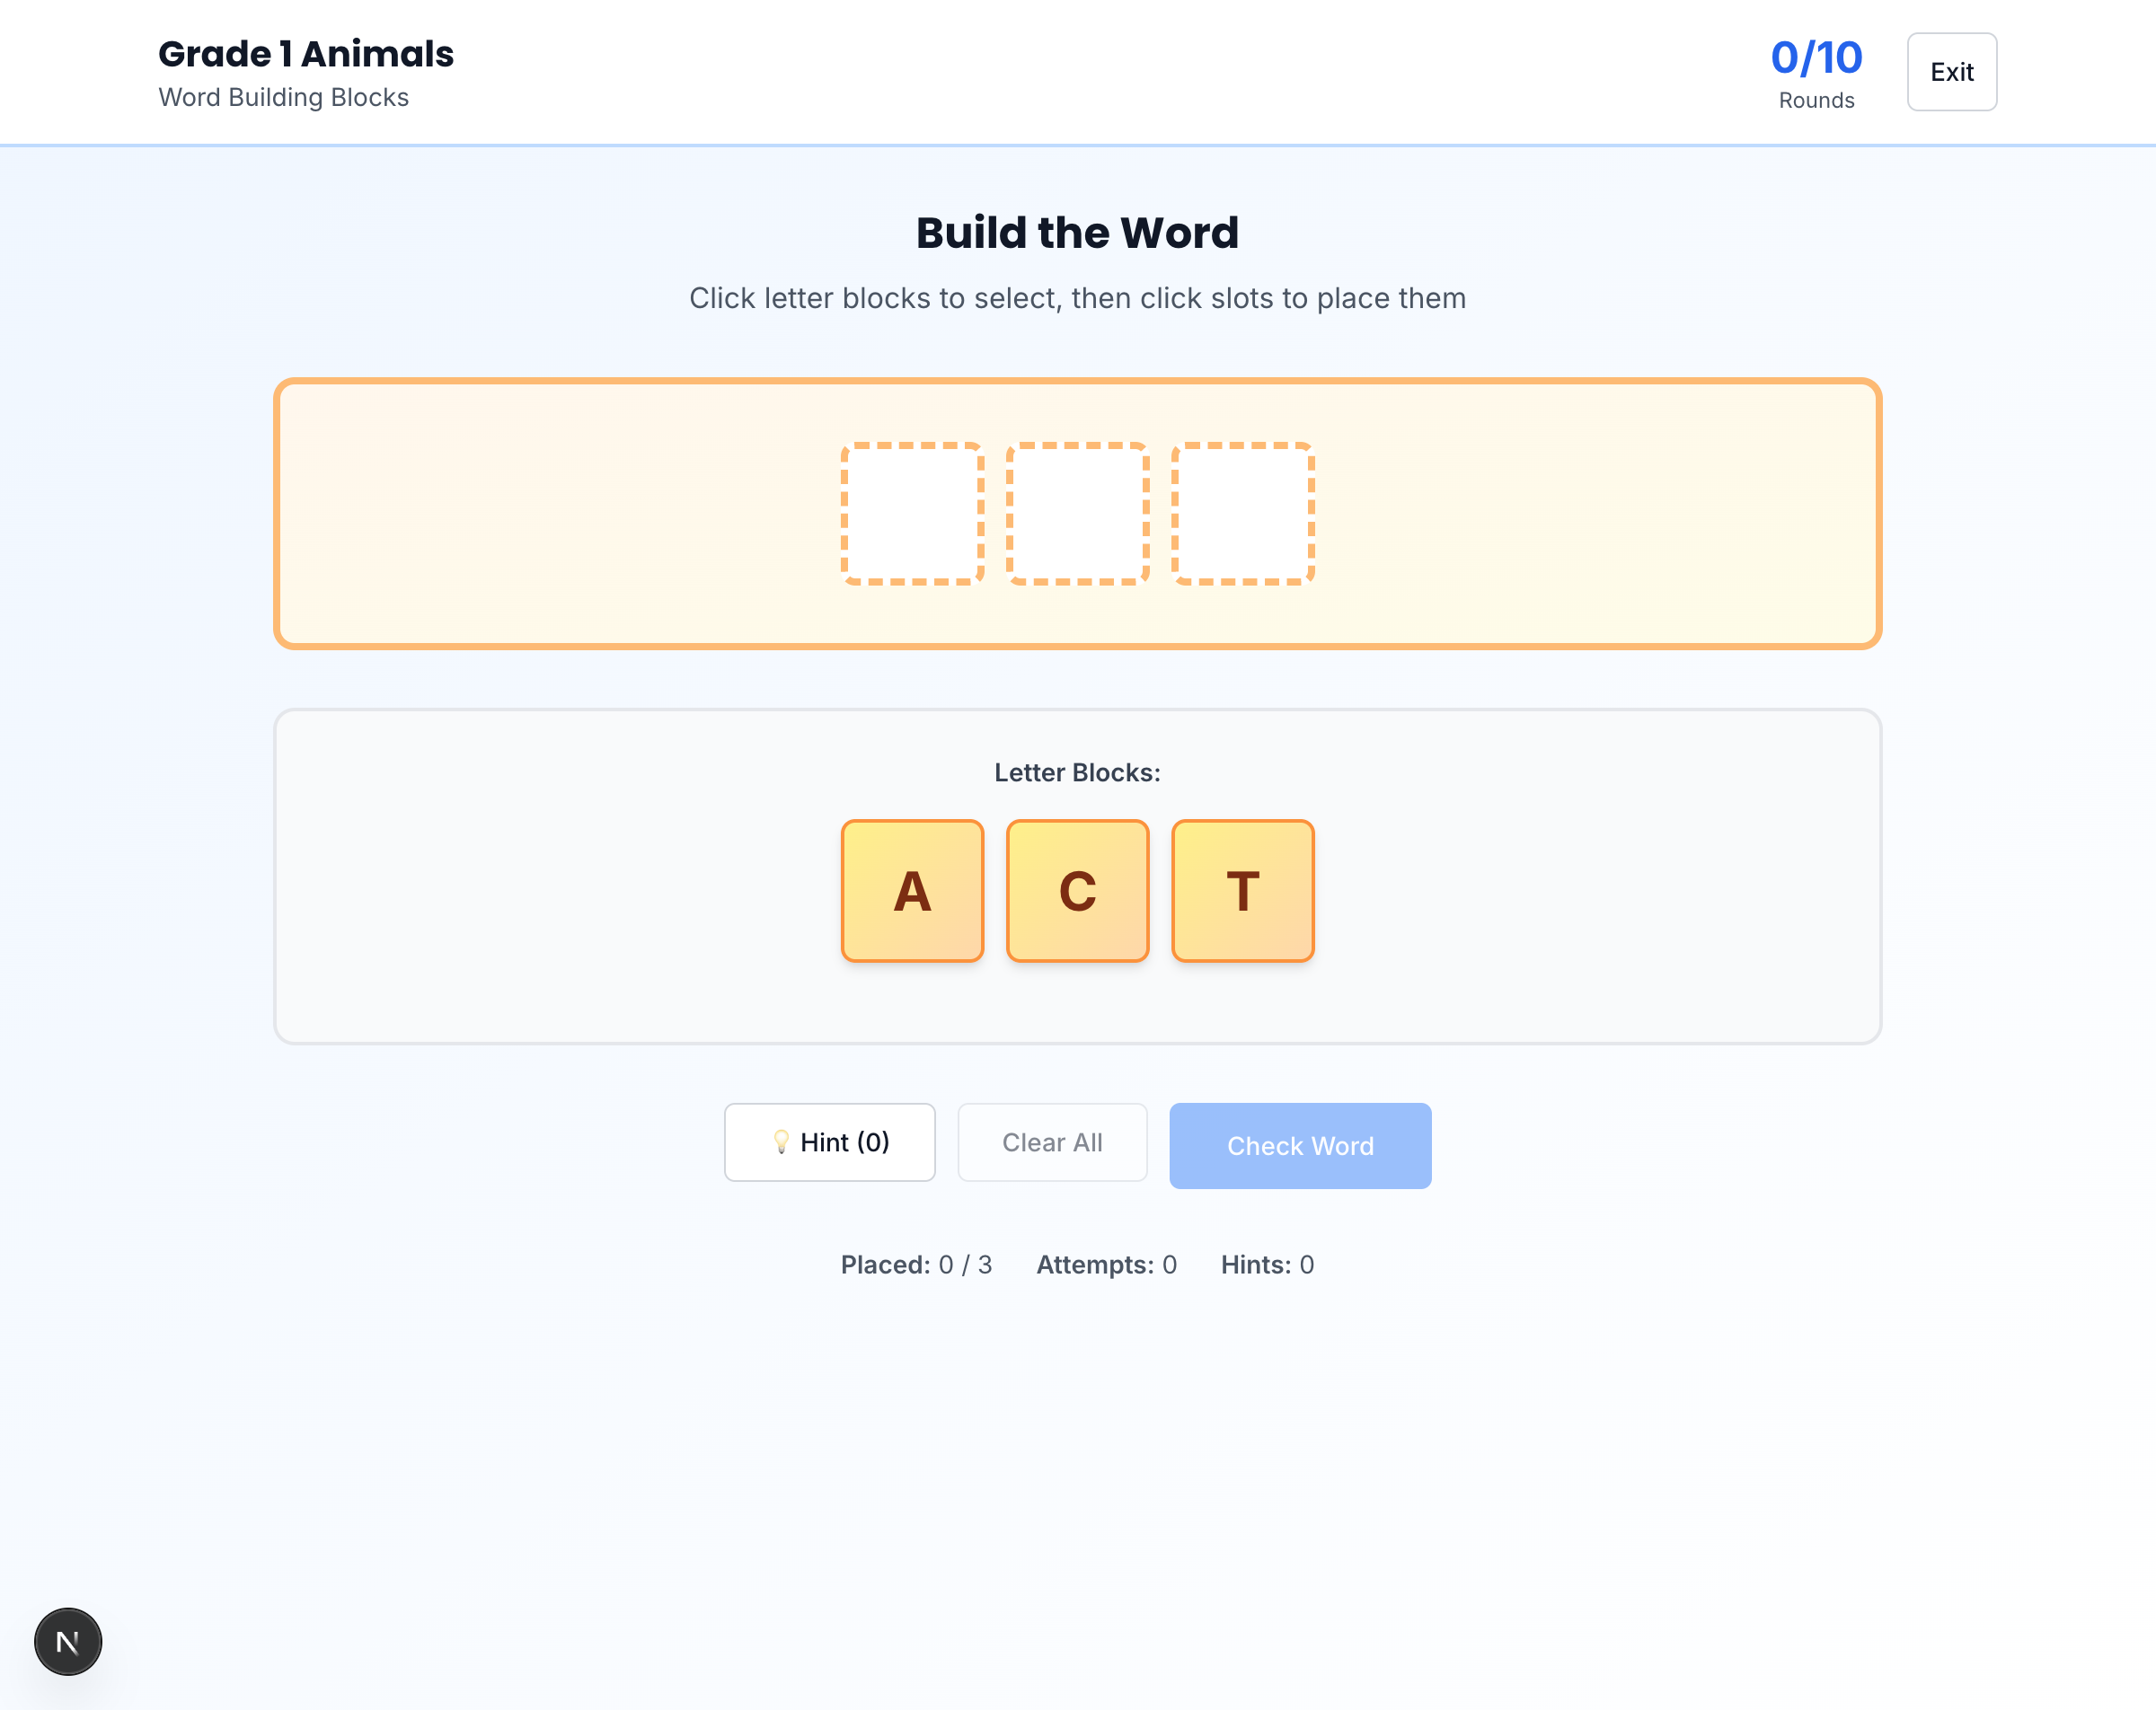 Grade 1 Animals
Word Building Blocks
0/10
Rounds
Exit
Build the Word
Click letter blocks to select, then click slots to place them
Letter Blocks:
A C T
Hint (0)
Clear All
Check Word
Placed: 0 / 3 Attempts: 0 Hints: 0
N